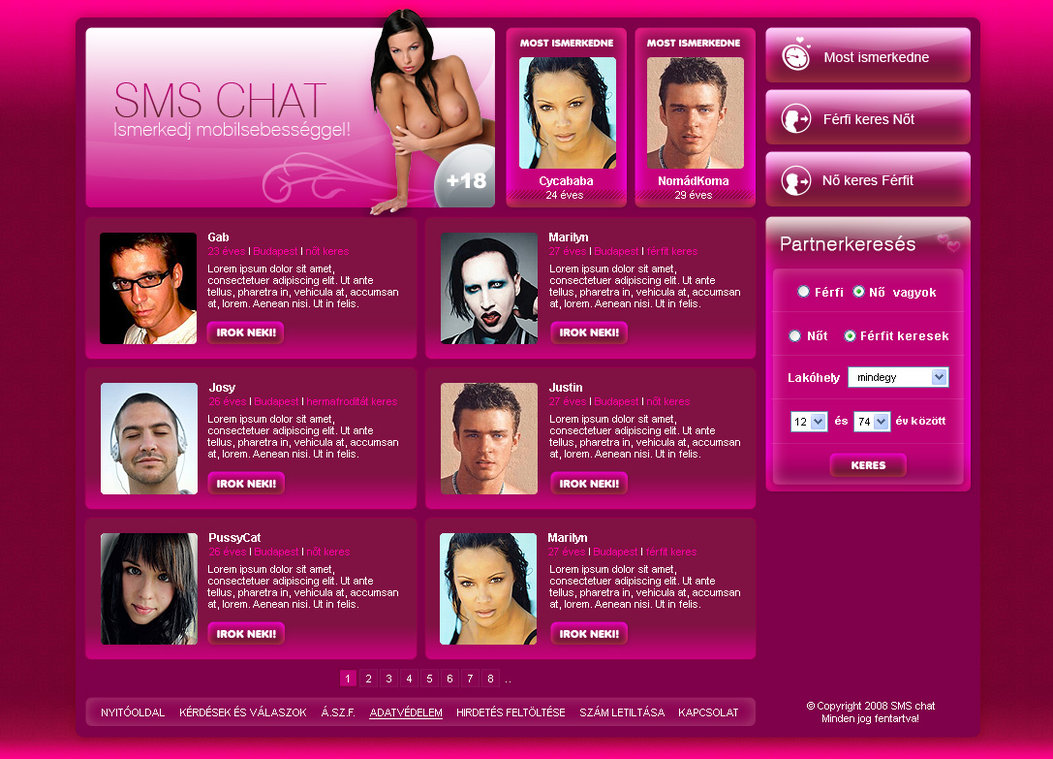 SMS CHAT
Ismerkedj mobilsebességgel!
+18
MOST ISMERKEDNE
Cycababa
24 éves
MOST ISMERKEDNE
NomádKoma
29 éves
Most ismerkedne
Férfi keres Nőt
Nő keres Férfit
Gab
23 éves | Budapest | nőt keres
Lorem ipsum dolor sit amet,
consectetuer adipiscing elit. Ut ante
tellus, pharetra in, vehicula at, accumsan
at, lorem. Aenean nisi. Ut in felis.
IROK NEKI!
Marilyn
27 éves | Budapest | férfit keres
Lorem ipsum dolor sit amet,
consectetuer adipiscing elit. Ut ante
tellus, pharetra in, vehicula at, accumsan
at, lorem. Aenean nisi. Ut in felis.
IROK NEKI!
Josy
26 éves | Budapest | hermafroditát keres
Lorem ipsum dolor sit amet,
consectetuer adipiscing elit. Ut ante
tellus, pharetra in, vehicula at, accumsan
at, lorem. Aenean nisi. Ut in felis.
IROK NEKI!
Justin
27 éves | Budapest | nőt keres
Lorem ipsum dolor sit amet,
consectetuer adipiscing elit. Ut ante
tellus, pharetra in, vehicula at, accumsan
at, lorem. Aenean nisi. Ut in felis.
IROK NEKI!
PussyCat
26 éves | Budapest | nőt keres
Lorem ipsum dolor sit amet,
consectetuer adipiscing elit. Ut ante
tellus, pharetra in, vehicula at, accumsan
at, lorem. Aenean nisi. Ut in felis.
IROK NEKI!
Marilyn
27 éves | Budapest | férfit keres
Lorem ipsum dolor sit amet,
consectetuer adipiscing elit. Ut ante
tellus, pharetra in, vehicula at, accumsan
at, lorem. Aenean nisi. Ut in felis.
IROK NEKI!
Partnerkeresés
Férfi Nő vagyok
Nőt Férfit keresek
Lakóhely mindegy
12 és 74 év között
KERES
1 2 3 4 5 6 7 8 ..
NYITÓOLDAL KÉRDÉSEK ÉS VÁLASZOK Á.SZ.F. ADATVÉDELEM HIRDETÉS FELTÖLTÉSE SZÁM LETILTÁSA KAPCSOLAT
© Copyright 2008 SMS chat
Minden jog fentartva!